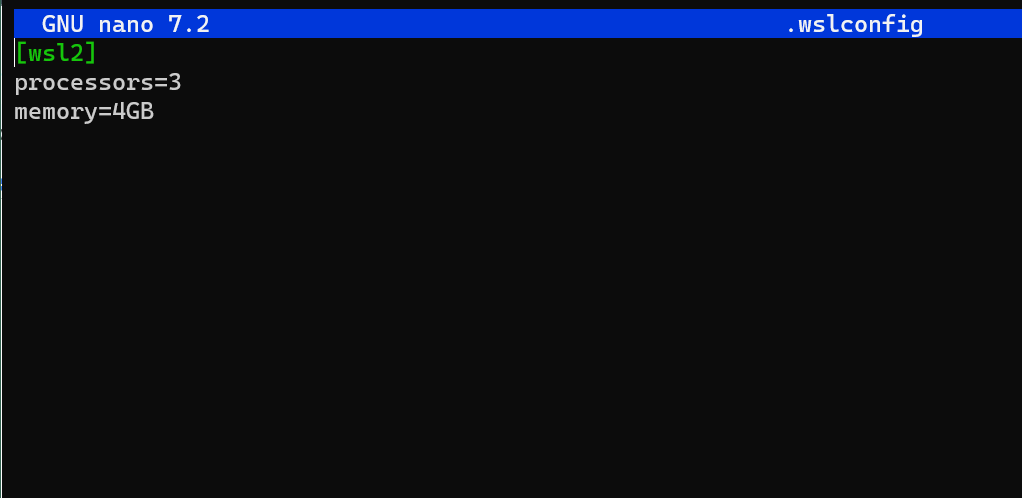 GNU nano 7.2 .wslconfig
[wsl2]
processors=3
memory=4GB